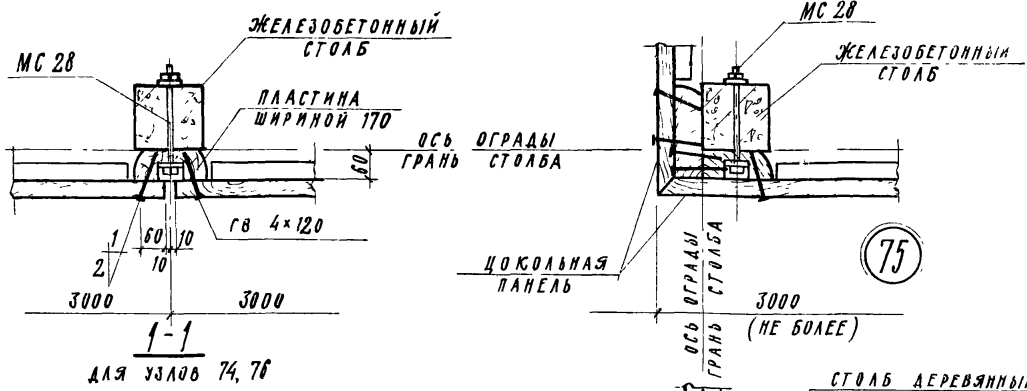 ЖЕЛЕЗОБЕТОННЫЙ
СТОЛБ
МС 28
ПЛАСТИНА
ШИРИНОЙ 170
ОСЬ ОГРАДЫ
ГРАНЬ СТОЛБА
60
ГВ 4×120
1
2
60
10
10
3000
3000
1-1
ДЛЯ УЗЛОВ 74, 76
МС 28
ЖЕЛЕЗОБЕТОННЫЙ
СТОЛБ
ЦОКОЛЬНАЯ
ПАНЕЛЬ
ОСЬ ОГРАДЫ
ГРАНЬ СТОЛБА
75
3000
(НЕ БОЛЕЕ)
СТОЛБ ДЕРЕВЯННЫЙ